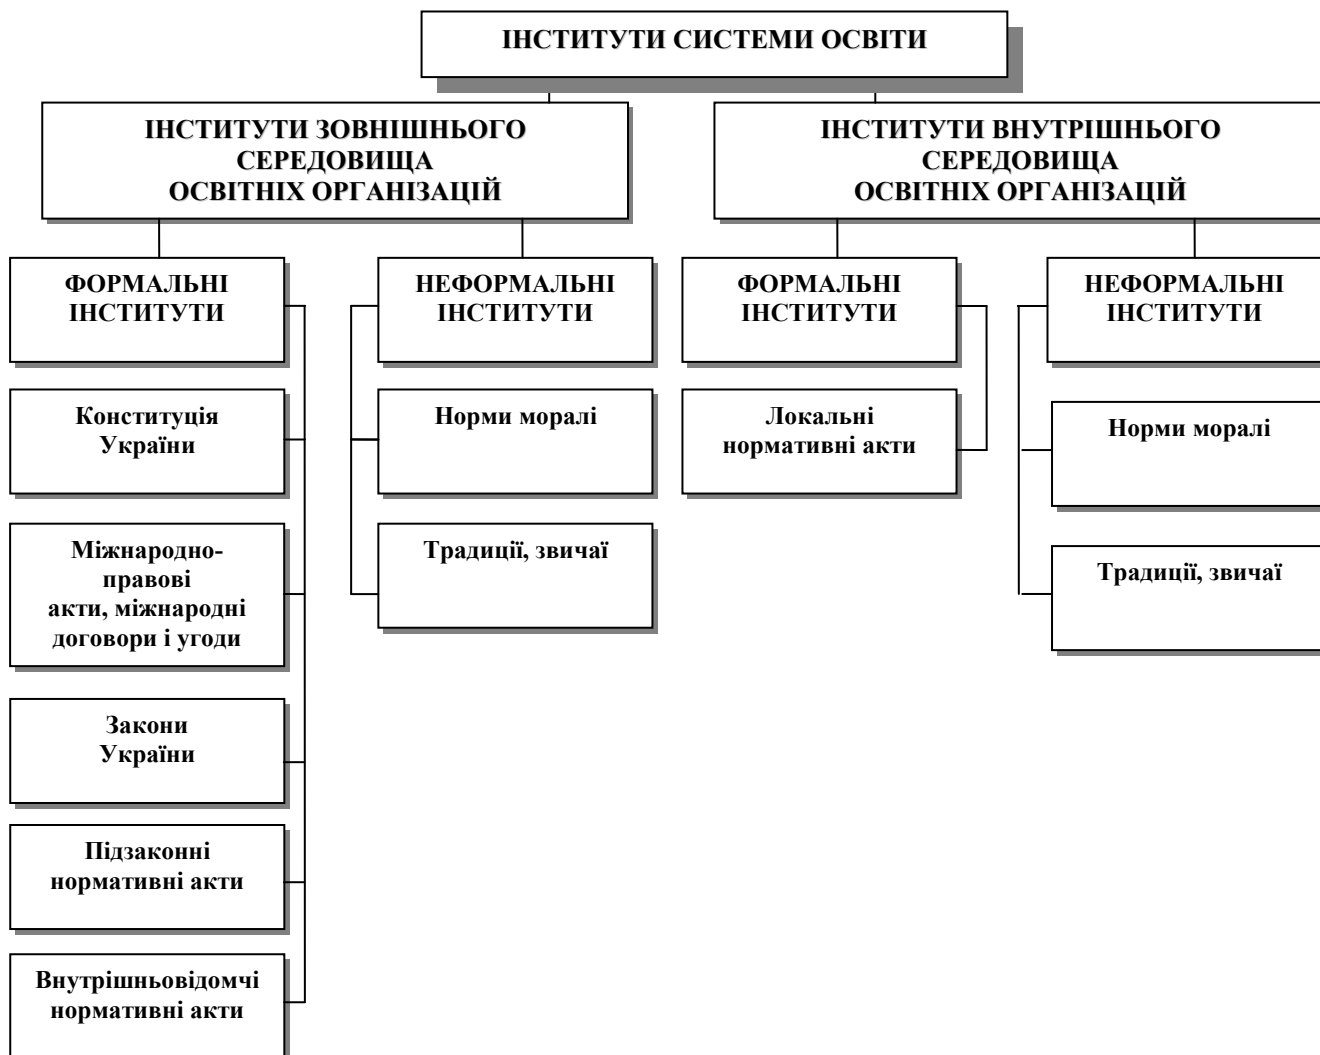 ІНСТИТУТИ СИСТЕМИ ОСВІТИ
ІНСТИТУТИ ЗОВНІШНЬОГО
СЕРЕДОВИЩА
ОСВІТНІХ ОРГАНІЗАЦІЙ
ІНСТИТУТИ ВНУТРІШНЬОГО
СЕРЕДОВИЩА
ОСВІТНІХ ОРГАНІЗАЦІЙ
ФОРМАЛЬНІ
ІНСТИТУТИ
НЕФОРМАЛЬНІ
ІНСТИТУТИ
ФОРМАЛЬНІ
ІНСТИТУТИ
НЕФОРМАЛЬНІ
ІНСТИТУТИ
Конституція
України
Норми моралі
Локальні
нормативні акти
Норми моралі
Міжнародно-
правові
акти, міжнародні
договори і угоди
Традиції, звичаї
Традиції, звичаї
Закони
України
Підзаконні
нормативні акти
Внутрішньовідомчі
нормативні акти